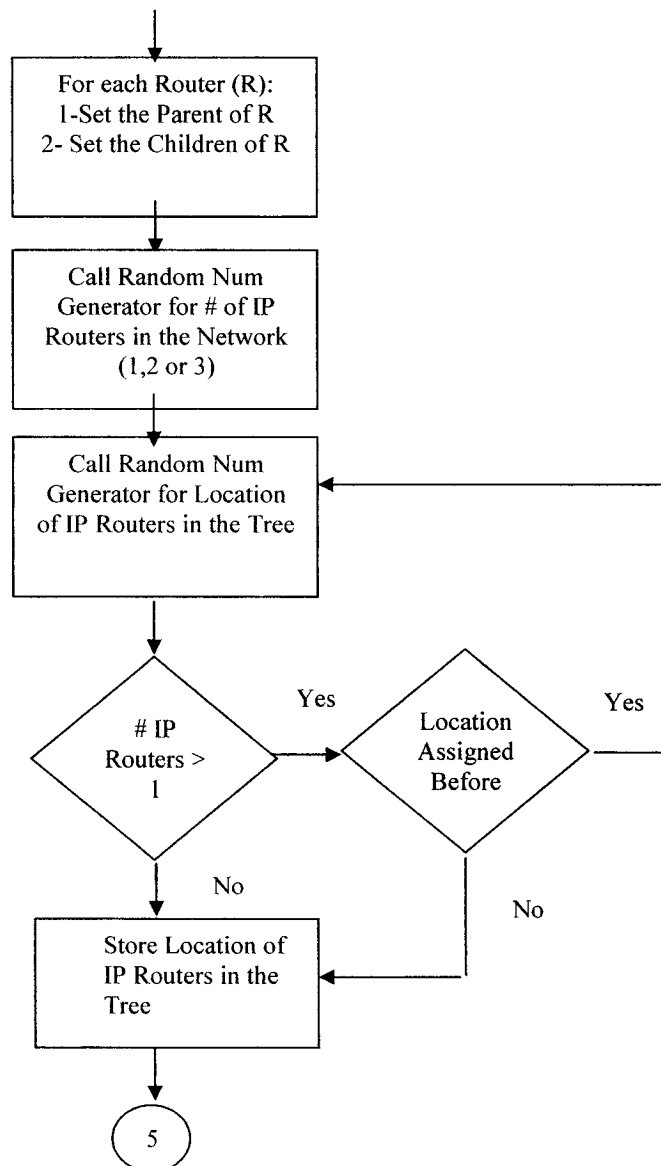 For each Router (R):
1-Set the Parent of R
2- Set the Children of R
Call Random Num
Generator for # of IP
Routers in the Network
(1,2 or 3)
Call Random Num
Generator for Location
of IP Routers in the Tree
# IP
Routers >
1
Yes
Location
Assigned
Before
Yes
No
No
Store Location of
IP Routers in the
Tree
5